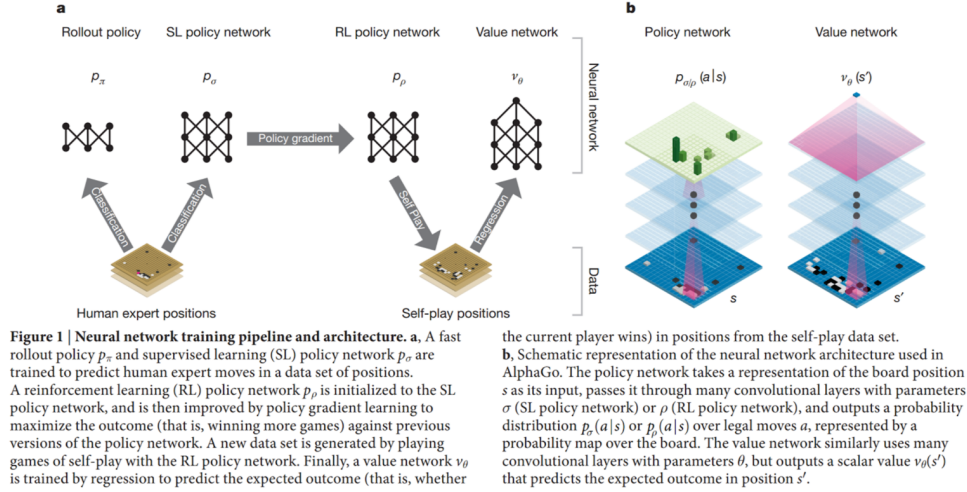 a
Rollout policy
SL policy network
RL policy network
Value network
pπ
pσ
pρ
νθ
Neural network
Policy gradient
Classification
Classification
Self Play
Regression
Data
Human expert positions
Self-play positions
b
Policy network
Value network
pσ/ρ (a|s)
νθ (s′)
s
s′
Figure 1 | Neural network training pipeline and architecture. a, A fast
rollout policy pπ and supervised learning (SL) policy network pσ are
trained to predict human expert moves in a data set of positions.
A reinforcement learning (RL) policy network pρ is initialized to the SL
policy network, and is then improved by policy gradient learning to
maximize the outcome (that is, winning more games) against previous
versions of the policy network. A new data set is generated by playing
games of self-play with the RL policy network. Finally, a value network νθ
is trained by regression to predict the expected outcome (that is, whether
the current player wins) in positions from the self-play data set.
b, Schematic representation of the neural network architecture used in
AlphaGo. The policy network takes a representation of the board position
s as its input, passes it through many convolutional layers with parameters
σ (SL policy network) or ρ (RL policy network), and outputs a probability
distribution pσ(a|s) or pρ(a|s) over legal moves a, represented by a
probability map over the board. The value network similarly uses many
convolutional layers with parameters θ, but outputs a scalar value νθ(s′)
that predicts the expected outcome in position s′.